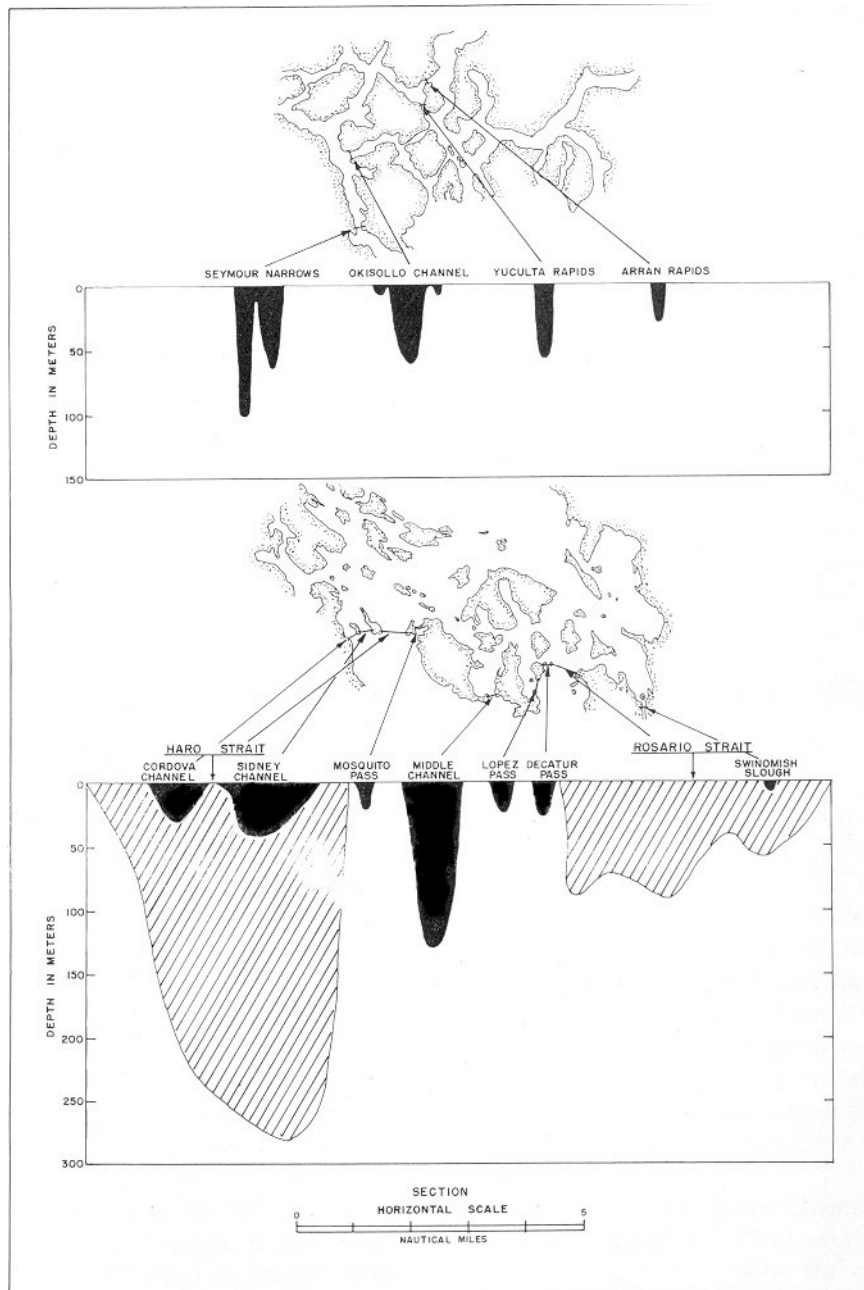 SEYMOUR NARROWS OKISOLLO CHANNEL YUCULTA RAPIDS ARRAN RAPIDS
0
50
100
150
DEPTH IN METERS
HARO STRAIT
ROSARIO STRAIT
CORDOVA CHANNEL
SIDNEY CHANNEL
MOSQUITO PASS
MIDDLE CHANNEL
LOPEZ PASS
DECATUR PASS
SWINOMISH SLOUGH
0
50
100
150
200
250
300
DEPTH IN METERS
SECTION
HORIZONTAL SCALE
0 5
NAUTICAL MILES